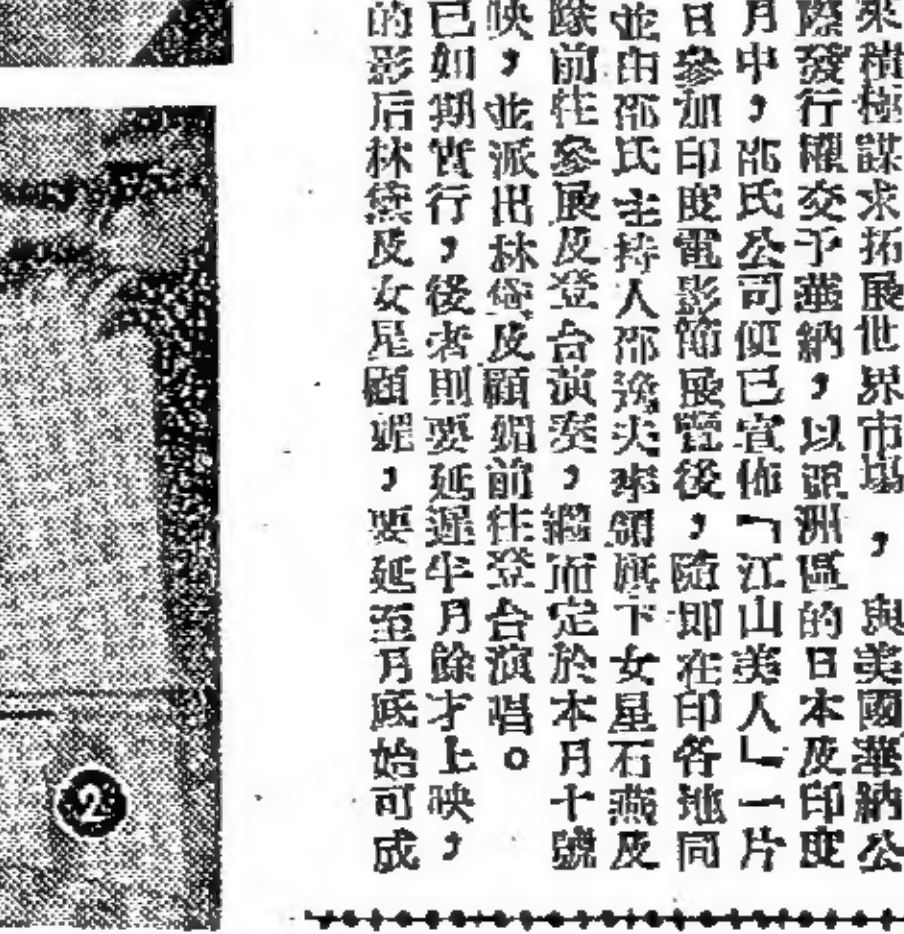 來積極謀求拓展世界市場，與美國華納公
際發行權交予華納，以亞洲區的日本及印度
月中，邵氏公司便已宣佈「江山美人」一片
日參加印度電影節展覽後，隨即在印各地同
並由邵氏主持人邵逸夫率領旗下女星石燕及
隊前往參展及登台演奏，繼而定於本月十號
映，並派出林黛及顧媚前往登台演唱。
已如期實行，後者則要延遲半月餘才上映，
的影后林黛及女星顧媚，要延至月底始可成
2